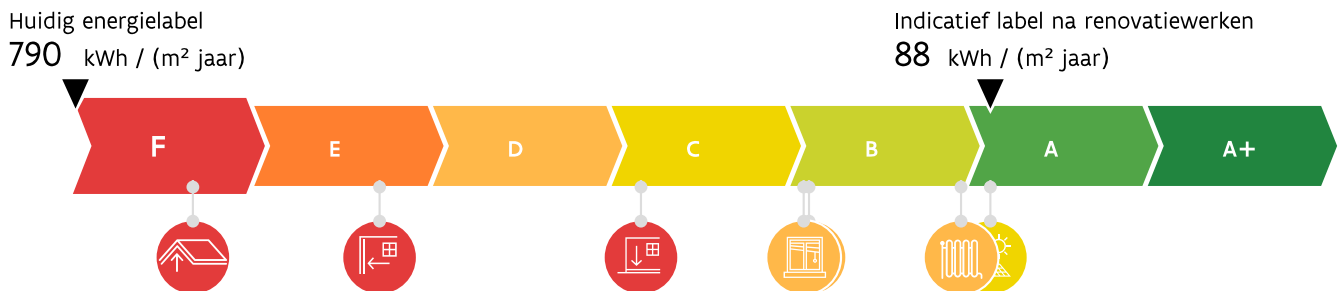 Huidig energielabel
790 kWh / (m² jaar)
Indicatief label na renovatiewerken
88 kWh / (m² jaar)
F E D C B A A+